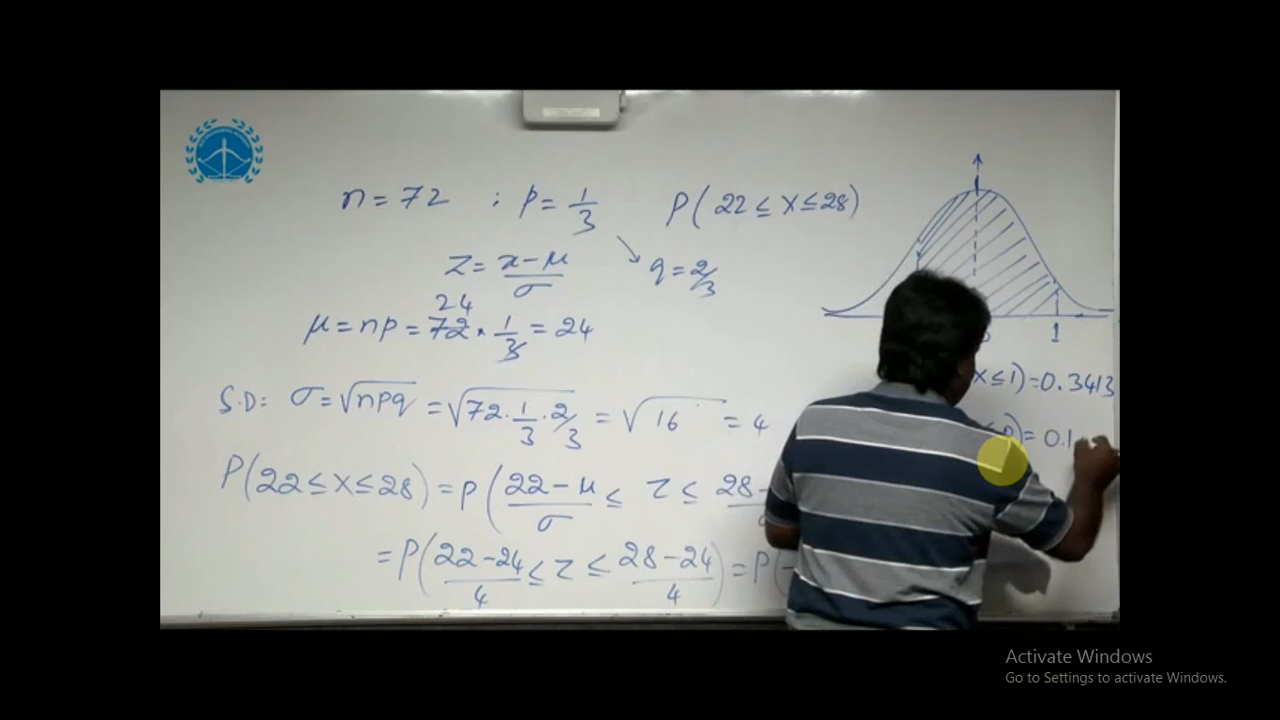 n = 72 ; p = 1/3 P(22 ≤ x ≤ 28)
z = x-μ/σ q = 2/3
24
μ = np = 72 · 1/3 = 24
S.D: σ = √npq = √72·1/3·2/3 = √16 = 4
P(22 ≤ x ≤ 28) = P(22-μ/σ ≤ z ≤ 28-
= P(22-24/4 ≤ z ≤ 28-24/4) = P(-
1
x ≤ 1) = 0.3413
0) = 0.1
Activate Windows
Go to Settings to activate Windows.